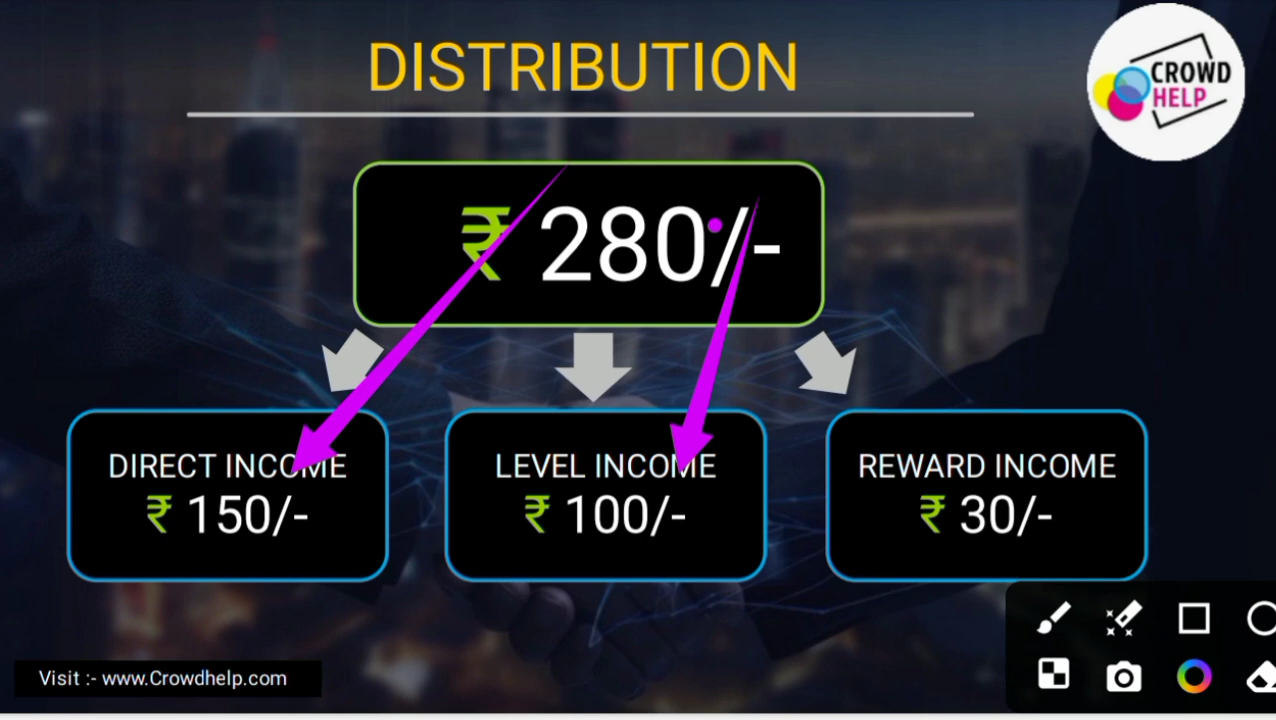 DISTRIBUTION
CROWD
HELP
₹ 280/-
DIRECT INCOME
₹ 150/-
LEVEL INCOME
₹ 100/-
REWARD INCOME
₹ 30/-
Visit :- www.Crowdhelp.com